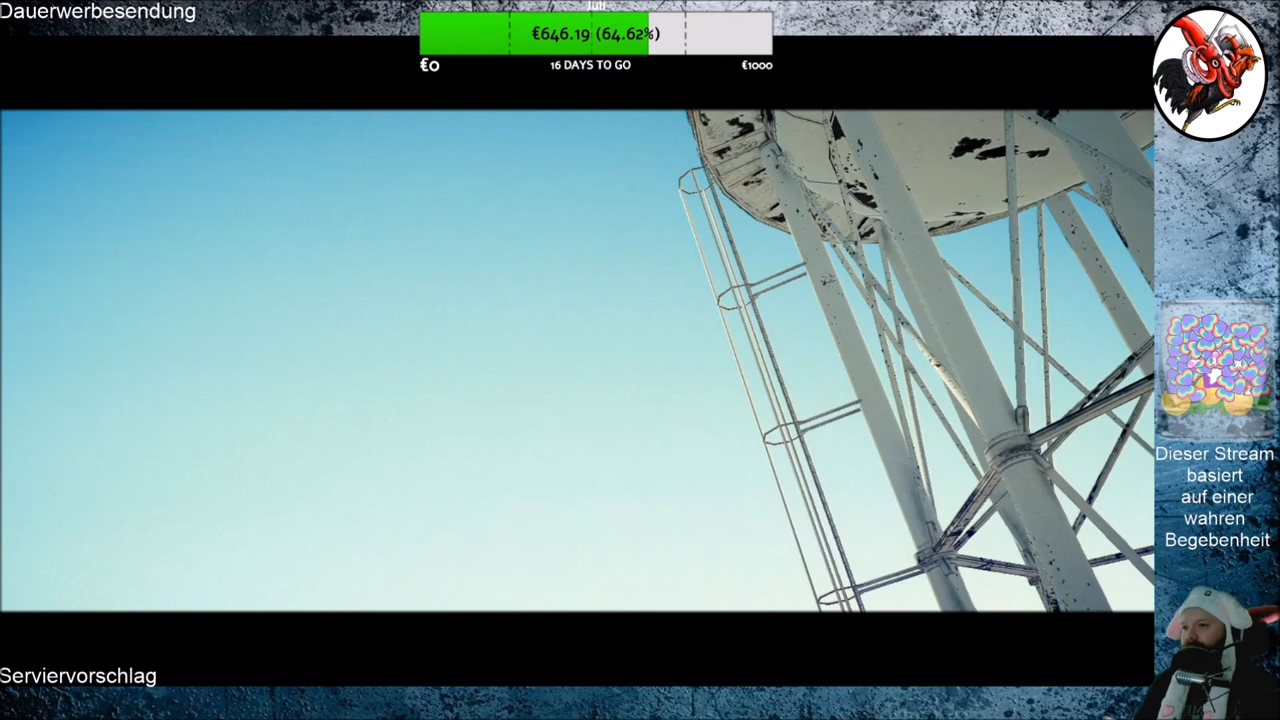 Dauerwerbesendung
Juli
€646.19 (64.62%)
€0
16 DAYS TO GO
€1000
Dieser Stream
basiert
auf einer
wahren
Begebenheit
Serviervorschlag